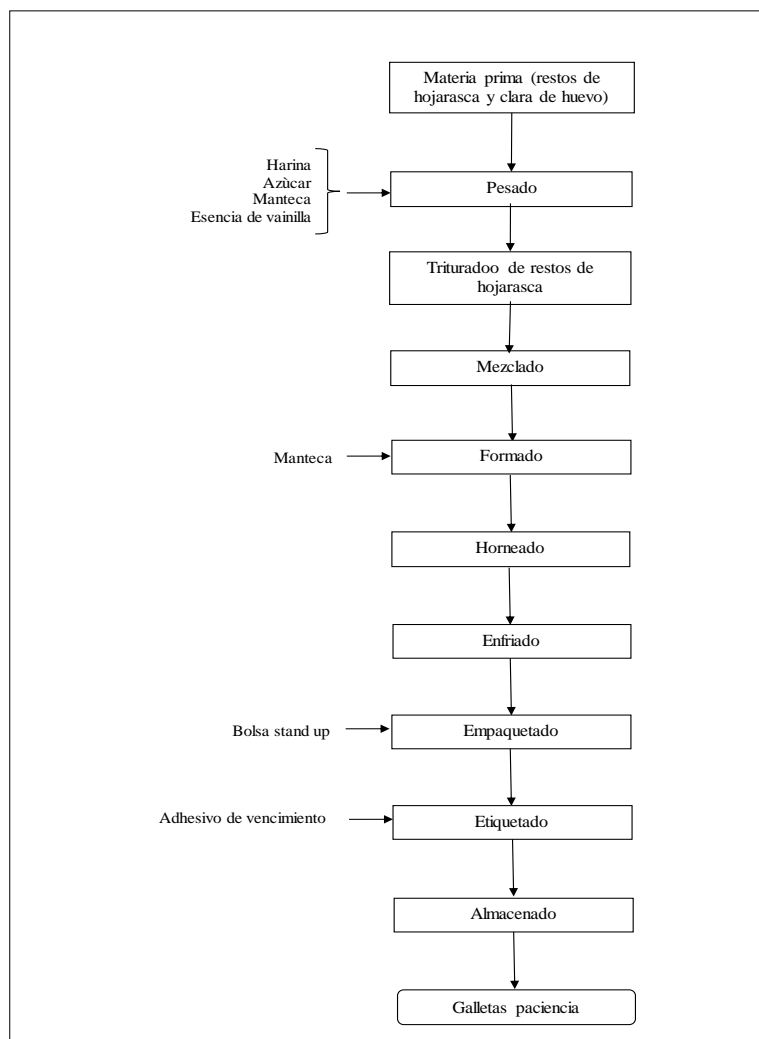 Materia prima (restos de
hojarasca y clara de huevo)
Harina
Azùcar
Manteca
Esencia de vainilla
Pesado
Trituradoo de restos de
hojarasca
Mezclado
Manteca
Formado
Horneado
Enfriado
Bolsa stand up
Empaquetado
Adhesivo de vencimiento
Etiquetado
Almacenado
Galletas paciencia